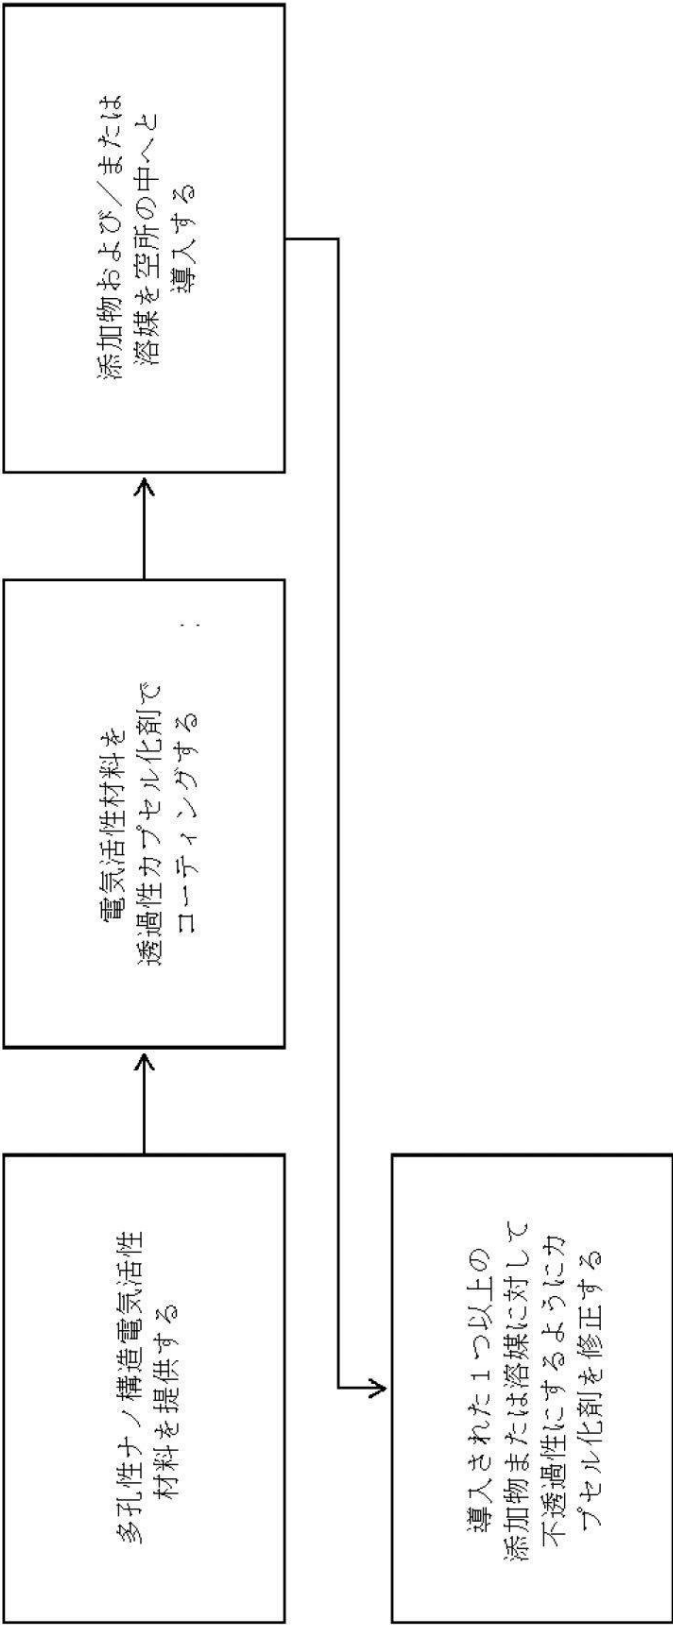 多孔性ナノ構造電気活性
材料を提供する
電気活性材料を
透過性カプセル化剤で
コーティングする
添加物および／または
溶媒を空所の中へと
導入する
導入された１つ以上の
添加物または溶媒に対して
不透過性にするようにカ
プセル化剤を修正する